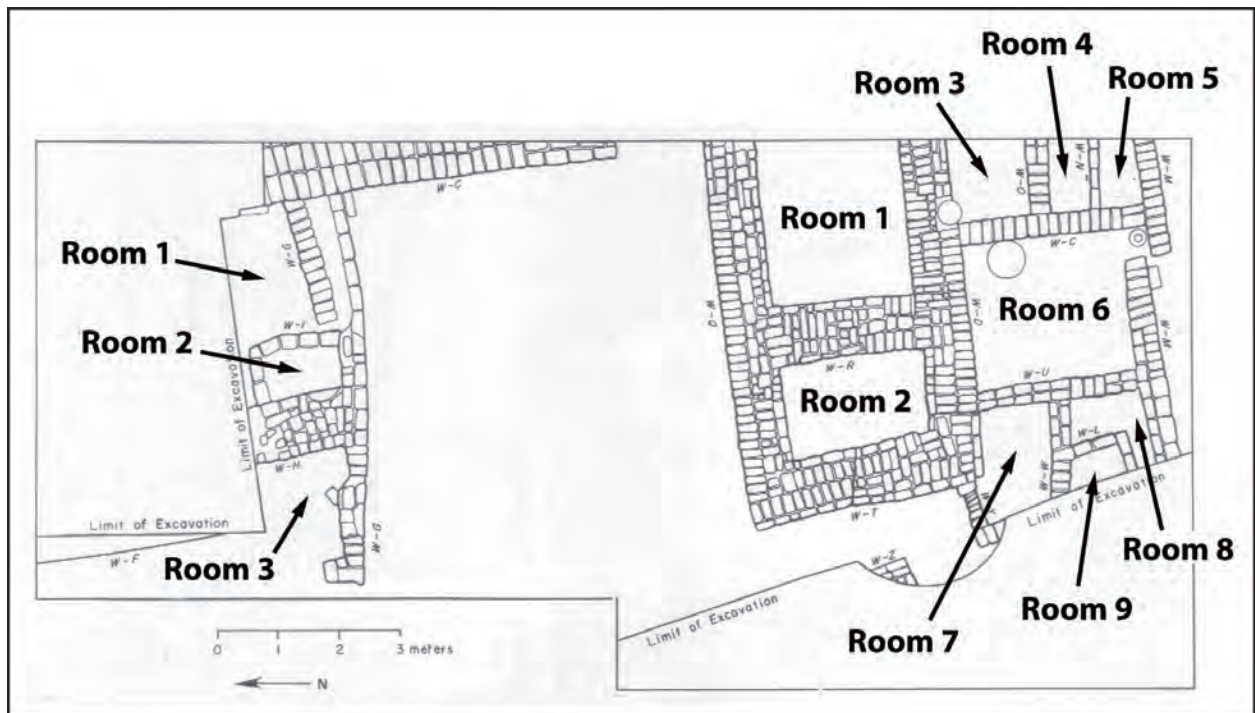 Room 4
Room 3
Room 5
W-C
W-O
W-N
W-M
Room 1
Room 1
W-G
W-C
W-O
W-O
Room 6
W-I
Room 2
W-M
W-R
W-U
Room 2
Limit of Excavation
W-L
W-H
W-W
Limit of Excavation
Limit of Excavation
W-T
W-F
Room 3
W-G
W-Z
Room 8
Room 9
Limit of Excavation
Room 7
0 1 2 3 meters
N